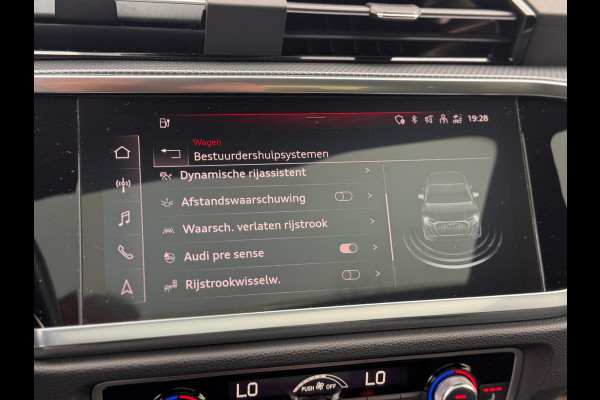 19:28
Wagen
Bestuurdershulpsystemen
Dynamische rijassistent
Afstandswaarschuwing
Waarsch. verlaten rijstrook
Audi pre sense
Rijstrookwisselw.
LO
PUSH OFF
LO